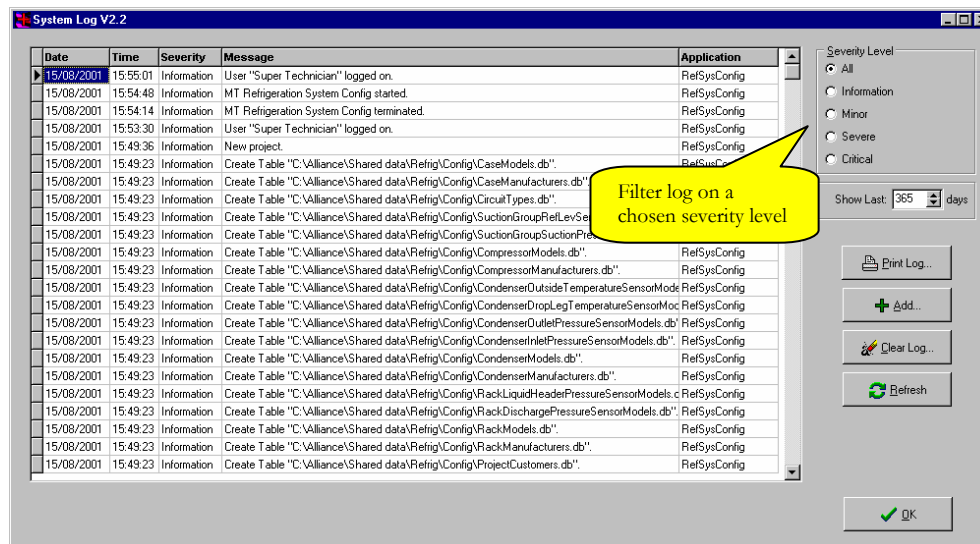 System Log V2.2
Date Time Severity Message Application
15/08/2001 15:55:01 Information User "Super Technician" logged on. RefSysConfig
15/08/2001 15:54:48 Information MT Refrigeration System Config started. RefSysConfig
15/08/2001 15:54:14 Information MT Refrigeration System Config terminated. RefSysConfig
15/08/2001 15:53:30 Information User "Super Technician" logged on. RefSysConfig
15/08/2001 15:49:36 Information New project. RefSysConfig
15/08/2001 15:49:23 Information Create Table "C:\Alliance\Shared data\Refrig\Config\CaseModels.db". RefSysConfig
15/08/2001 15:49:23 Information Create Table "C:\Alliance\Shared data\Refrig\Config\CaseManufacturers.db".
15/08/2001 15:49:23 Information Create Table "C:\Alliance\Shared data\Refrig\Config\CircuitTypes.db".
15/08/2001 15:49:23 Information Create Table "C:\Alliance\Shared data\Refrig\Config\SuctionGroupRefLevSe
15/08/2001 15:49:23 Information Create Table "C:\Alliance\Shared data\Refrig\Config\SuctionGroupSuctionPre
15/08/2001 15:49:23 Information Create Table "C:\Alliance\Shared data\Refrig\Config\CompressorModels.db". RefSysConfig
15/08/2001 15:49:23 Information Create Table "C:\Alliance\Shared data\Refrig\Config\CompressorManufacturers.db". RefSysConfig
15/08/2001 15:49:23 Information Create Table "C:\Alliance\Shared data\Refrig\Config\CondenserOutsideTemperatureSensorMode RefSysConfig
15/08/2001 15:49:23 Information Create Table "C:\Alliance\Shared data\Refrig\Config\CondenserDropLegTemperatureSensorMod RefSysConfig
15/08/2001 15:49:23 Information Create Table "C:\Alliance\Shared data\Refrig\Config\CondenserOutletPressureSensorModels.db" RefSysConfig
15/08/2001 15:49:23 Information Create Table "C:\Alliance\Shared data\Refrig\Config\CondenserInletPressureSensorModels.db". RefSysConfig
15/08/2001 15:49:23 Information Create Table "C:\Alliance\Shared data\Refrig\Config\CondenserModels.db". RefSysConfig
15/08/2001 15:49:23 Information Create Table "C:\Alliance\Shared data\Refrig\Config\CondenserManufacturers.db". RefSysConfig
15/08/2001 15:49:23 Information Create Table "C:\Alliance\Shared data\Refrig\Config\RackLiquidHeaderPressureSensorModels.d RefSysConfig
15/08/2001 15:49:23 Information Create Table "C:\Alliance\Shared data\Refrig\Config\RackDischargePressureSensorModels.db". RefSysConfig
15/08/2001 15:49:23 Information Create Table "C:\Alliance\Shared data\Refrig\Config\RackModels.db". RefSysConfig
15/08/2001 15:49:23 Information Create Table "C:\Alliance\Shared data\Refrig\Config\RackManufacturers.db". RefSysConfig
15/08/2001 15:49:23 Information Create Table "C:\Alliance\Shared data\Refrig\Config\ProjectCustomers.db". RefSysConfig
Severity Level
All
Information
Minor
Severe
Critical
Filter log on a
chosen severity level
Show Last: 365 days
Print Log...
Add...
Clear Log...
Refresh
OK